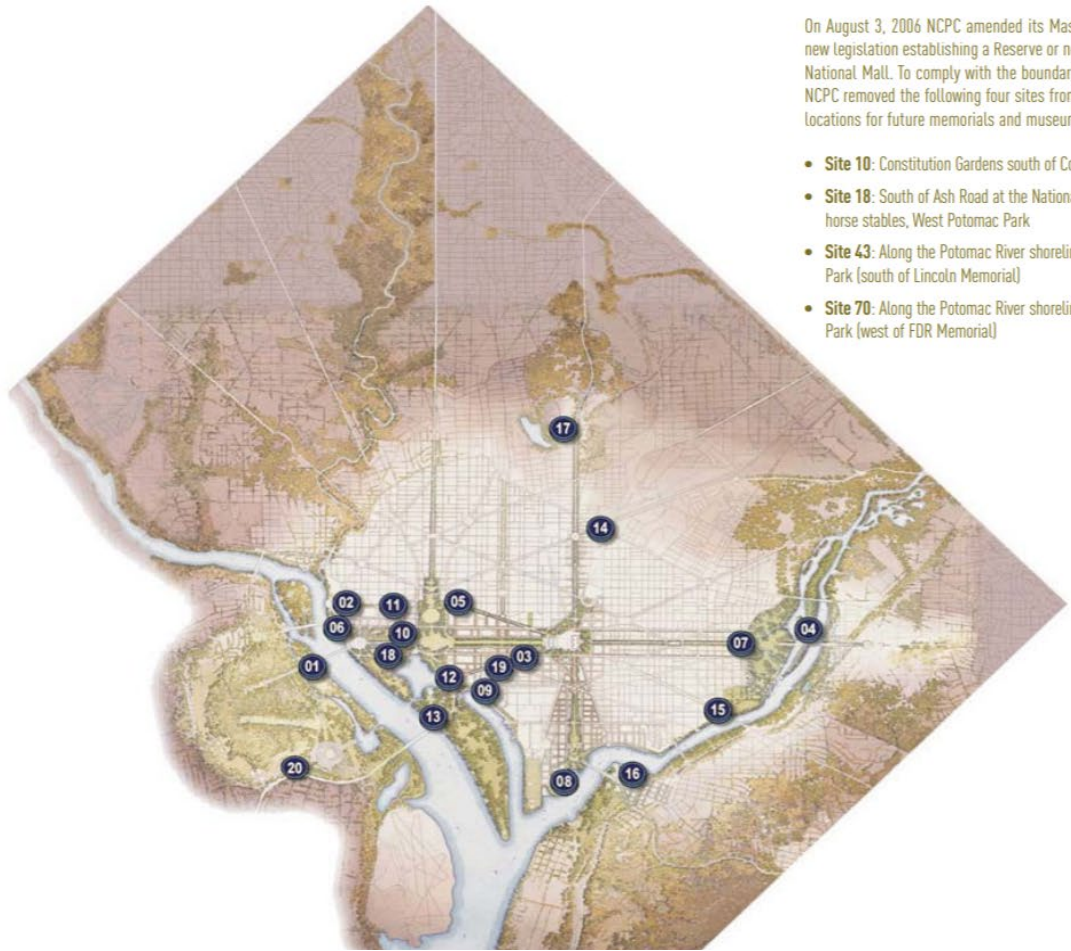 On August 3, 2006 NCPC amended its Mas
new legislation establishing a Reserve or n
National Mall. To comply with the boundar
NCPC removed the following four sites from
locations for future memorials and museum
• Site 10: Constitution Gardens south of Co
• Site 18: South of Ash Road at the Nationa
horse stables, West Potomac Park
• Site 43: Along the Potomac River shorelin
Park (south of Lincoln Memorial)
• Site 70: Along the Potomac River shorelin
Park (west of FDR Memorial)
17
14
02
11
05
06
10
04
07
18
03
01
19
12
09
13
15
20
08
16